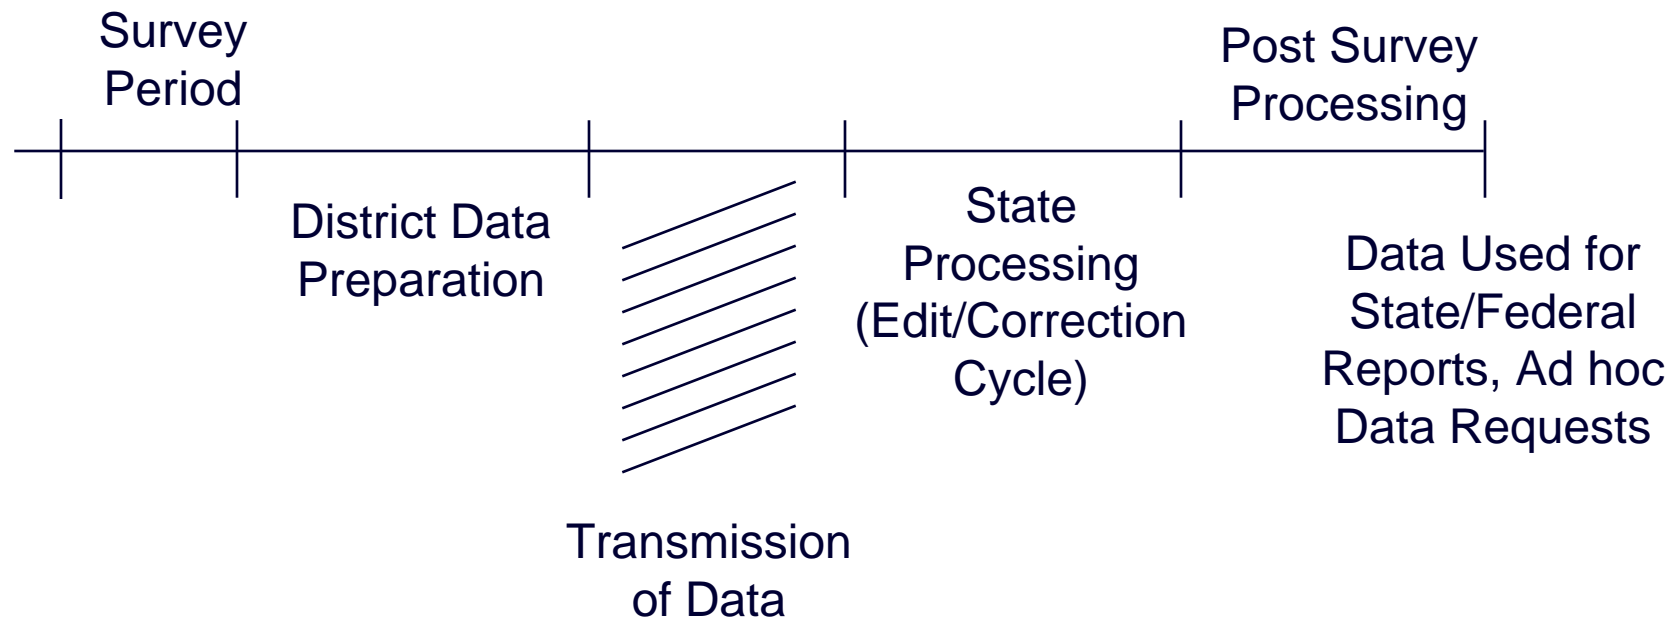 Survey
Period
District Data
Preparation
Transmission
of Data
State
Processing
(Edit/Correction
Cycle)
Post Survey
Processing
Data Used for
State/Federal
Reports, Ad hoc
Data Requests